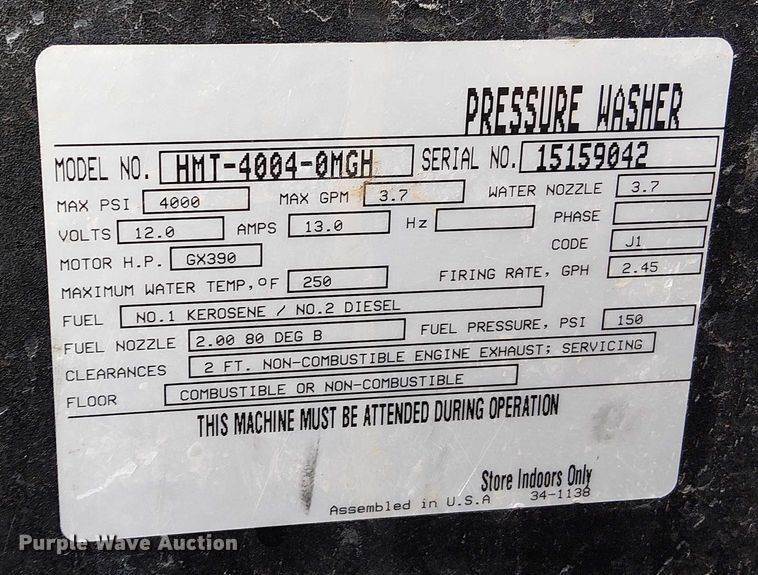 PRESSURE WASHER
MODEL NO. HMT-4004-0MGH SERIAL NO. 15159042
MAX PSI 4000 MAX GPM 3.7 WATER NOZZLE 3.7
VOLTS 12.0 AMPS 13.0 Hz PHASE
MOTOR H.P. GX390 CODE J1
MAXIMUM WATER TEMP,°F 250 FIRING RATE, GPH 2.45
FUEL NO.1 KEROSENE / NO.2 DIESEL
FUEL NOZZLE 2.00 80 DEG B FUEL PRESSURE, PSI 150
CLEARANCES 2 FT. NON-COMBUSTIBLE ENGINE EXHAUST; SERVICING
FLOOR COMBUSTIBLE OR NON-COMBUSTIBLE
THIS MACHINE MUST BE ATTENDED DURING OPERATION
Store Indoors Only
Assembled in U.S.A 34-1138
Purple Wave Auction